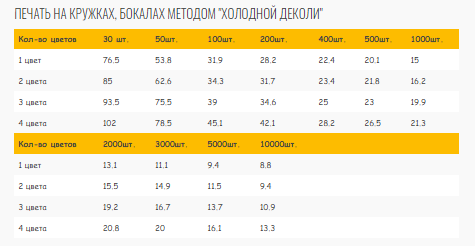 ПЕЧАТЬ НА КРУЖКАХ, БОКАЛАХ МЕТОДОМ "ХОЛОДНОЙ ДЕКОЛИ"
Кол-во цветов 30 шт. 50шт. 100шт. 200шт. 400шт. 500шт. 1000шт.
1 цвет 76.5 53.8 31.9 28.2 22.4 20.1 15
2 цвета 85 62.6 34.3 31.7 23.4 21.8 16.2
3 цвета 93.5 75.5 39 34.6 25 23 19.9
4 цвета 102 78.5 45.1 42.1 28.2 26.5 21.3
Кол-во цветов 2000шт. 3000шт. 5000шт. 10000шт.
1 цвет 13.1 11.1 9.4 8.8
2 цвета 15.5 14.9 11.5 9.4
3 цвета 19.2 16.7 13.7 10.9
4 цвета 20.8 20 16.1 13.3